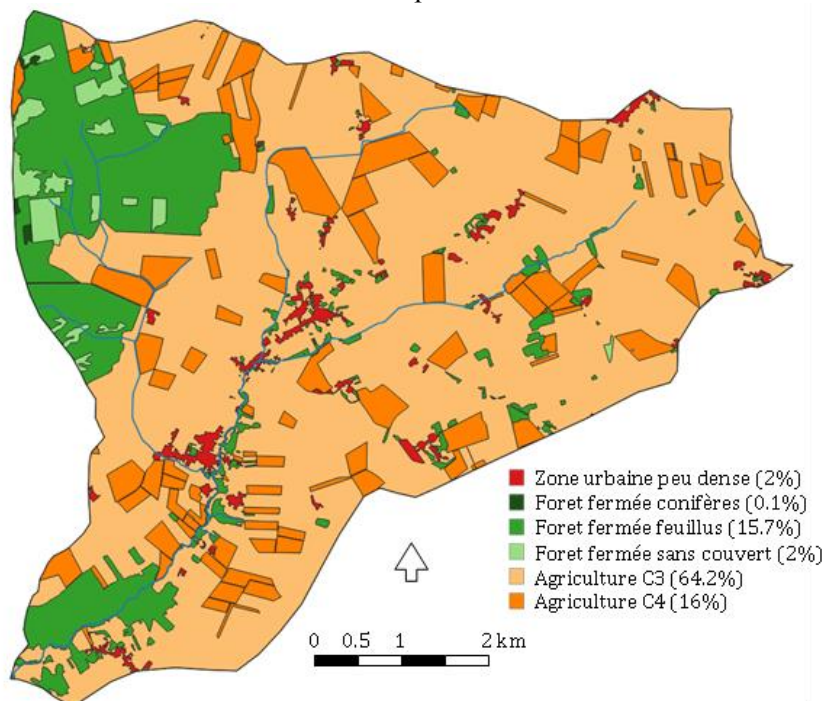 Zone urbaine peu dense (2%)
Foret fermée conifères (0.1%)
Foret fermée feuillus (15.7%)
Foret fermée sans couvert (2%)
Agriculture C3 (64.2%)
Agriculture C4 (16%)
0 0.5 1 2 km